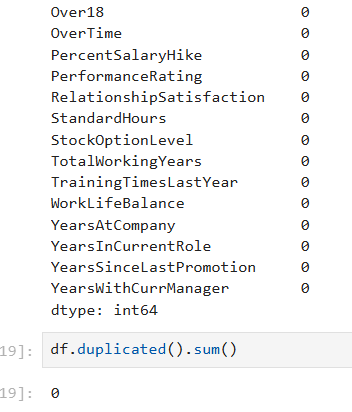 Over18 0
OverTime 0
PercentSalaryHike 0
PerformanceRating 0
RelationshipSatisfaction 0
StandardHours 0
StockOptionLevel 0
TotalWorkingYears 0
TrainingTimesLastYear 0
WorkLifeBalance 0
YearsAtCompany 0
YearsInCurrentRole 0
YearsSinceLastPromotion 0
YearsWithCurrManager 0
dtype: int64
19]: df.duplicated().sum()
19]: 0